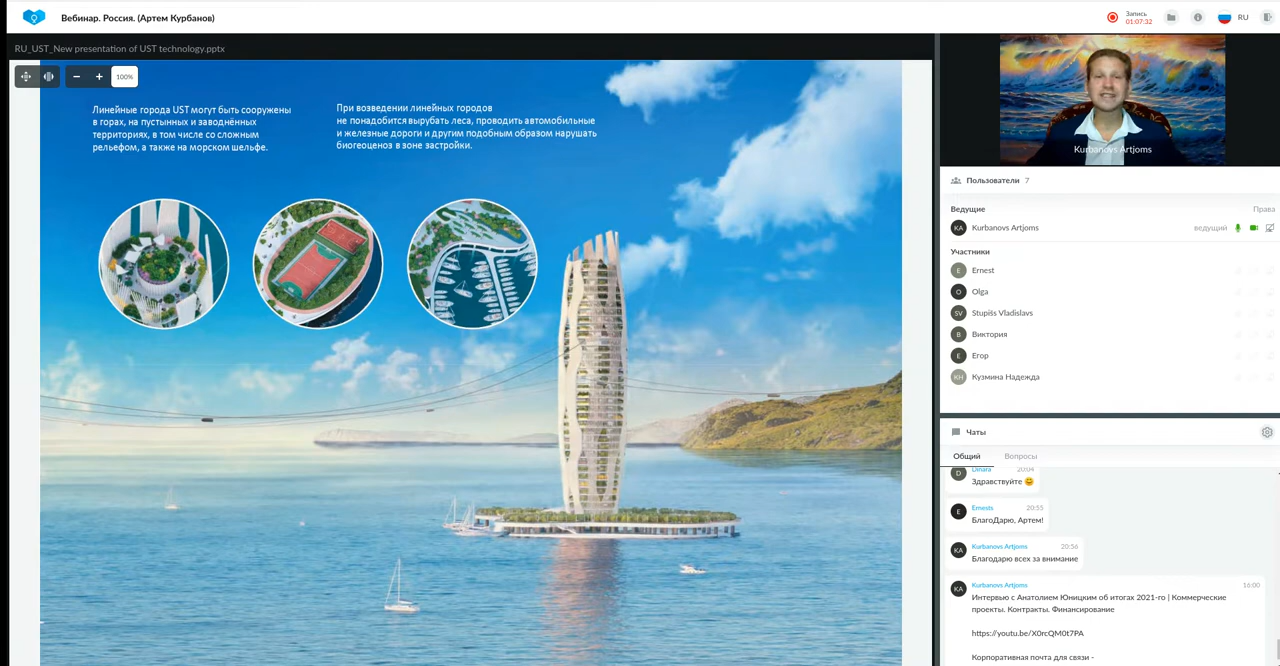 Вебинар. Россия. (Артем Курбанов)
Запись
01:07:32
RU
RU_UST_New presentation of UST technology.pptx
100%
Линейные города UST могут быть сооружены
в горах, на пустынных и заводнённых
территориях, в том числе со сложным
рельефом, а также на морском шельфе.
При возведении линейных городов
не понадобится вырубать леса, проводить автомобильные
и железные дороги и другим подобным образом нарушать
биогеоценоз в зоне застройки.
Kurbanovs Artjoms
Пользователи 7
Ведущие Права
KA Kurbanovs Artjoms ведущий
Участники
E Ernest
O Olga
SV Stupišs Vladislavs
В Виктория
Е Егор
КН Кузмина Надежда
Чаты
Общий Вопросы
D Dinara 20:04
Здравствуйте
E Ernests 20:55
БлагоДарю, Артем!
KA Kurbanovs Artjoms 20:56
Благодарю всех за внимание
KA Kurbanovs Artjoms 16:00
Интервью с Анатолием Юницким об итогах 2021-го | Коммерческие
проекты. Контракты. Финансирование
https://youtu.be/X0rcQM0t7PA
Корпоративная почта для связи -